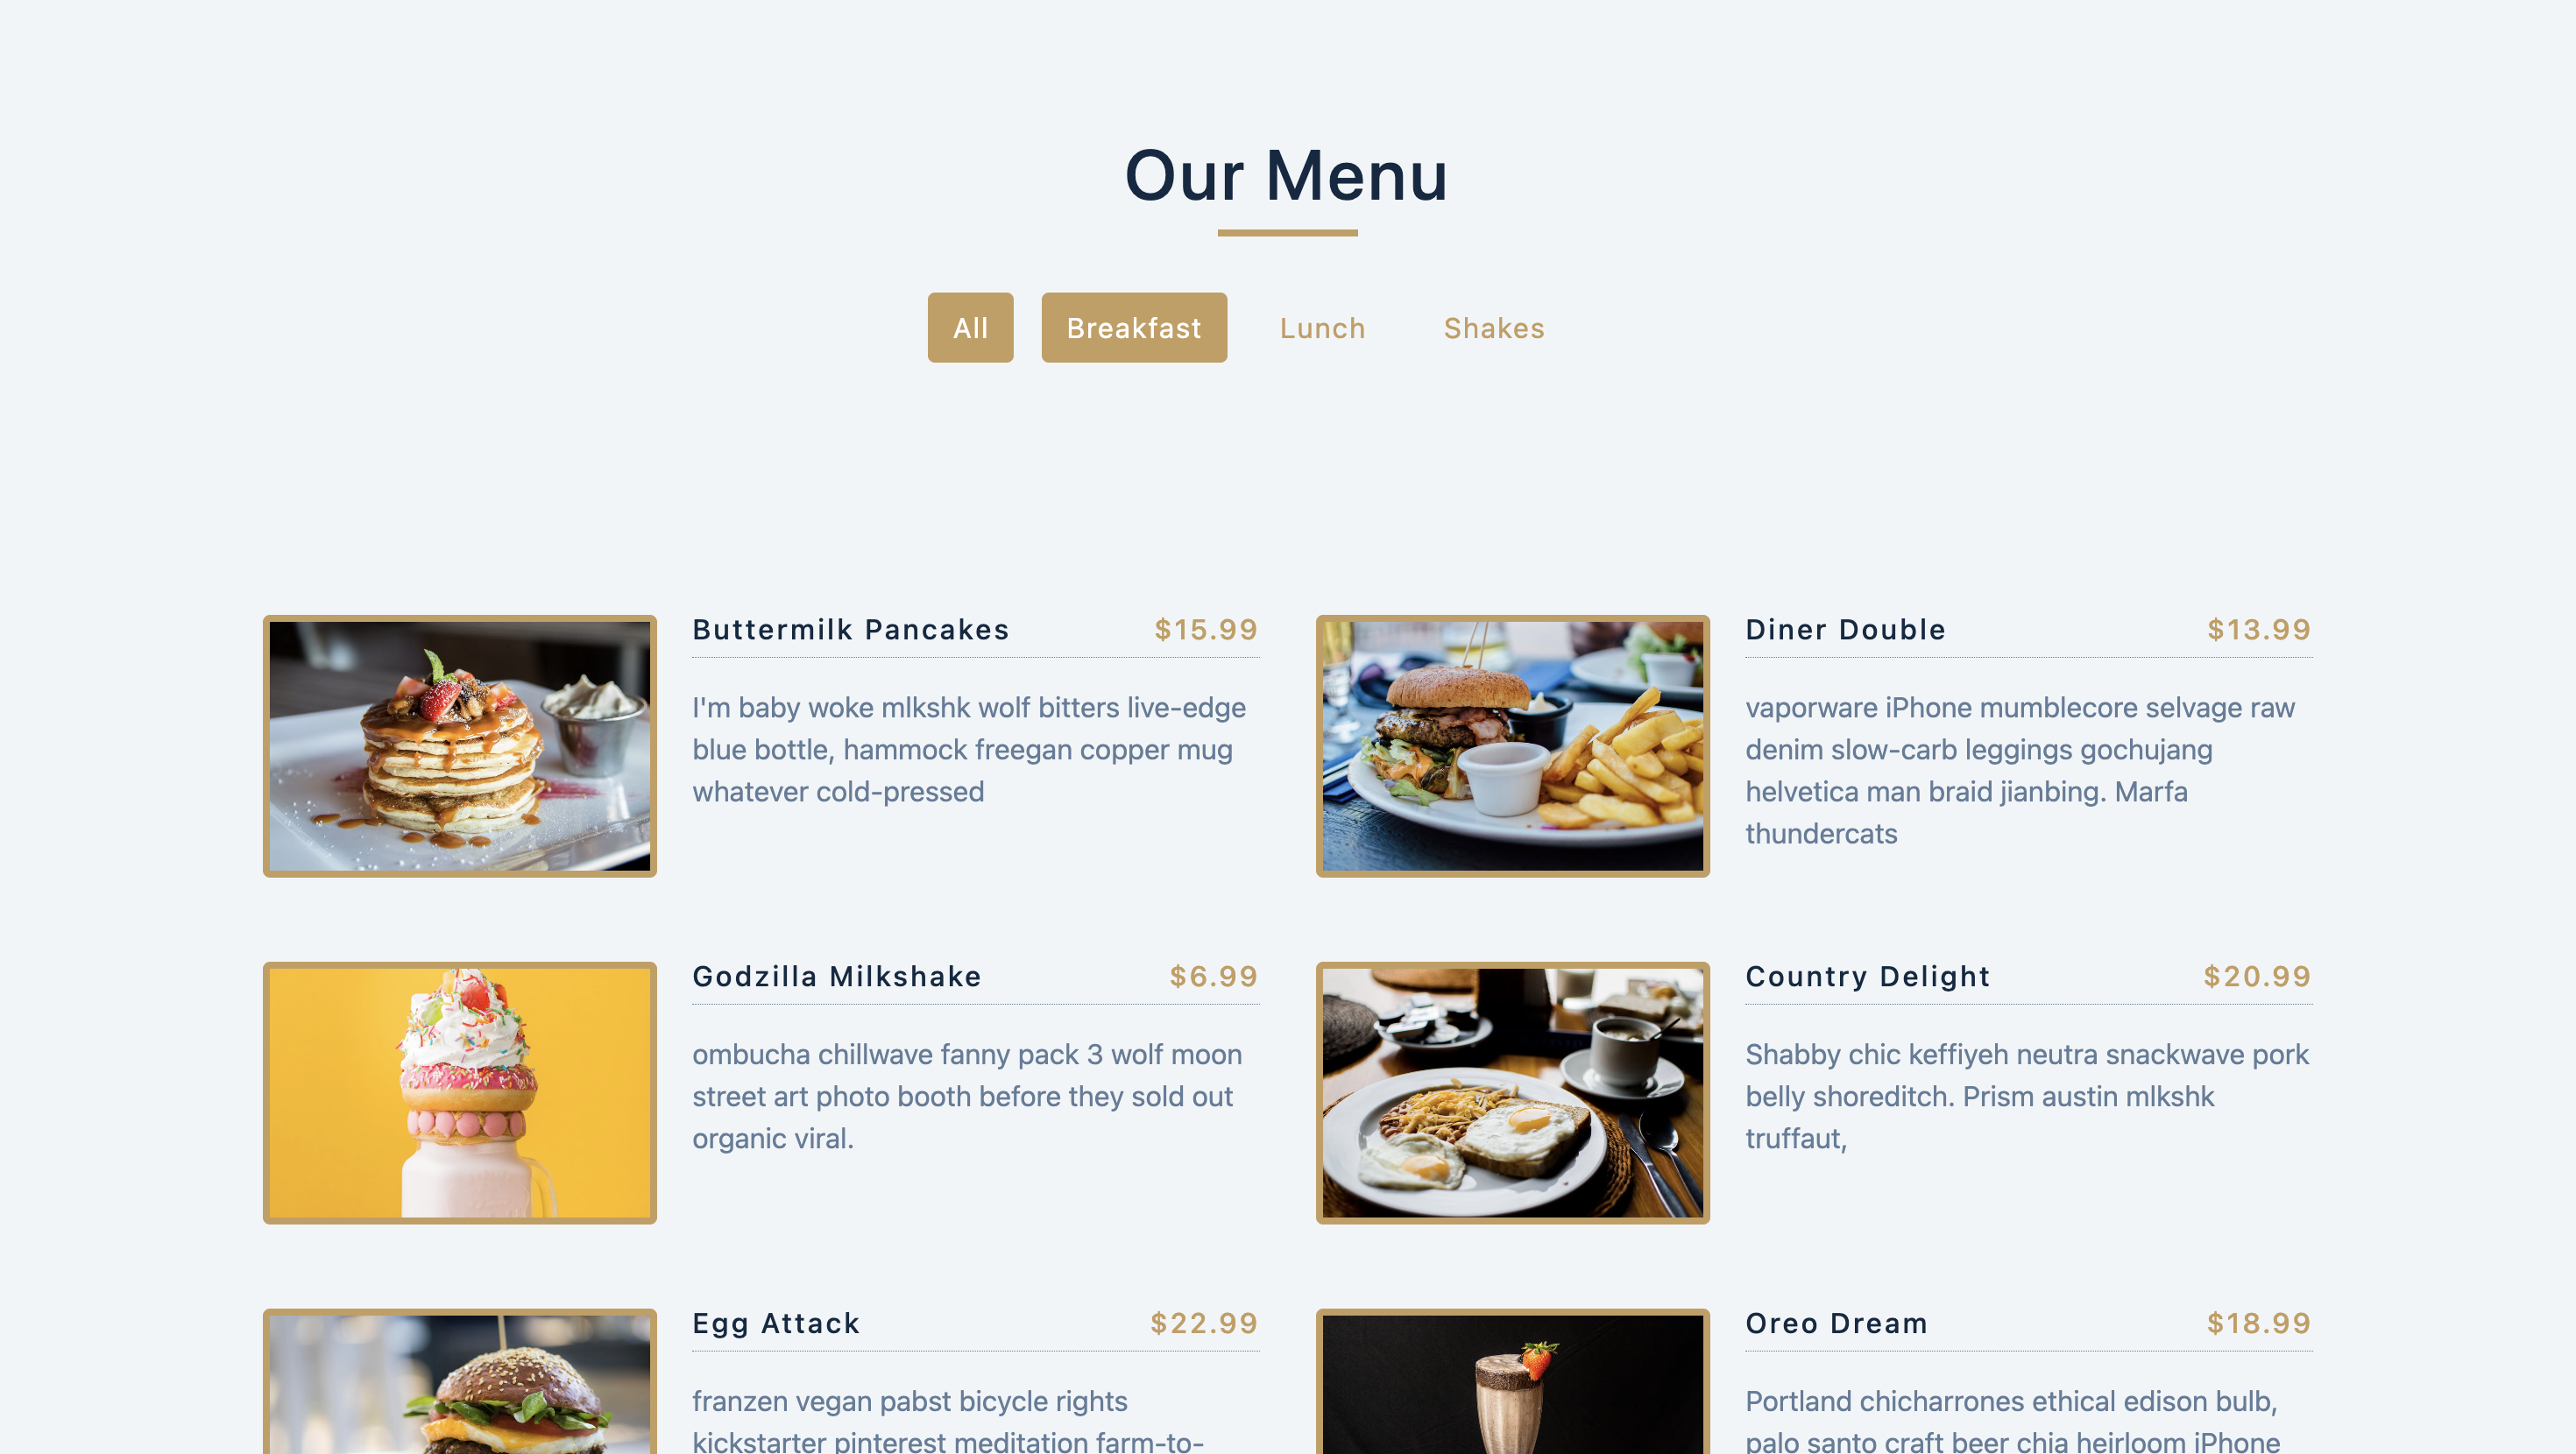 Our Menu
All Breakfast Lunch Shakes
Buttermilk Pancakes $15.99
I'm baby woke mlkshk wolf bitters live-edge
blue bottle, hammock freegan copper mug
whatever cold-pressed
Diner Double $13.99
vaporware iPhone mumblecore selvage raw
denim slow-carb leggings gochujang
helvetica man braid jianbing. Marfa
thundercats
Godzilla Milkshake $6.99
ombucha chillwave fanny pack 3 wolf moon
street art photo booth before they sold out
organic viral.
Country Delight $20.99
Shabby chic keffiyeh neutra snackwave pork
belly shoreditch. Prism austin mlkshk
truffaut,
Egg Attack $22.99
franzen vegan pabst bicycle rights
kickstarter pinterest meditation farm-to-
Oreo Dream $18.99
Portland chicharrones ethical edison bulb,
palo santo craft beer chia heirloom iPhone